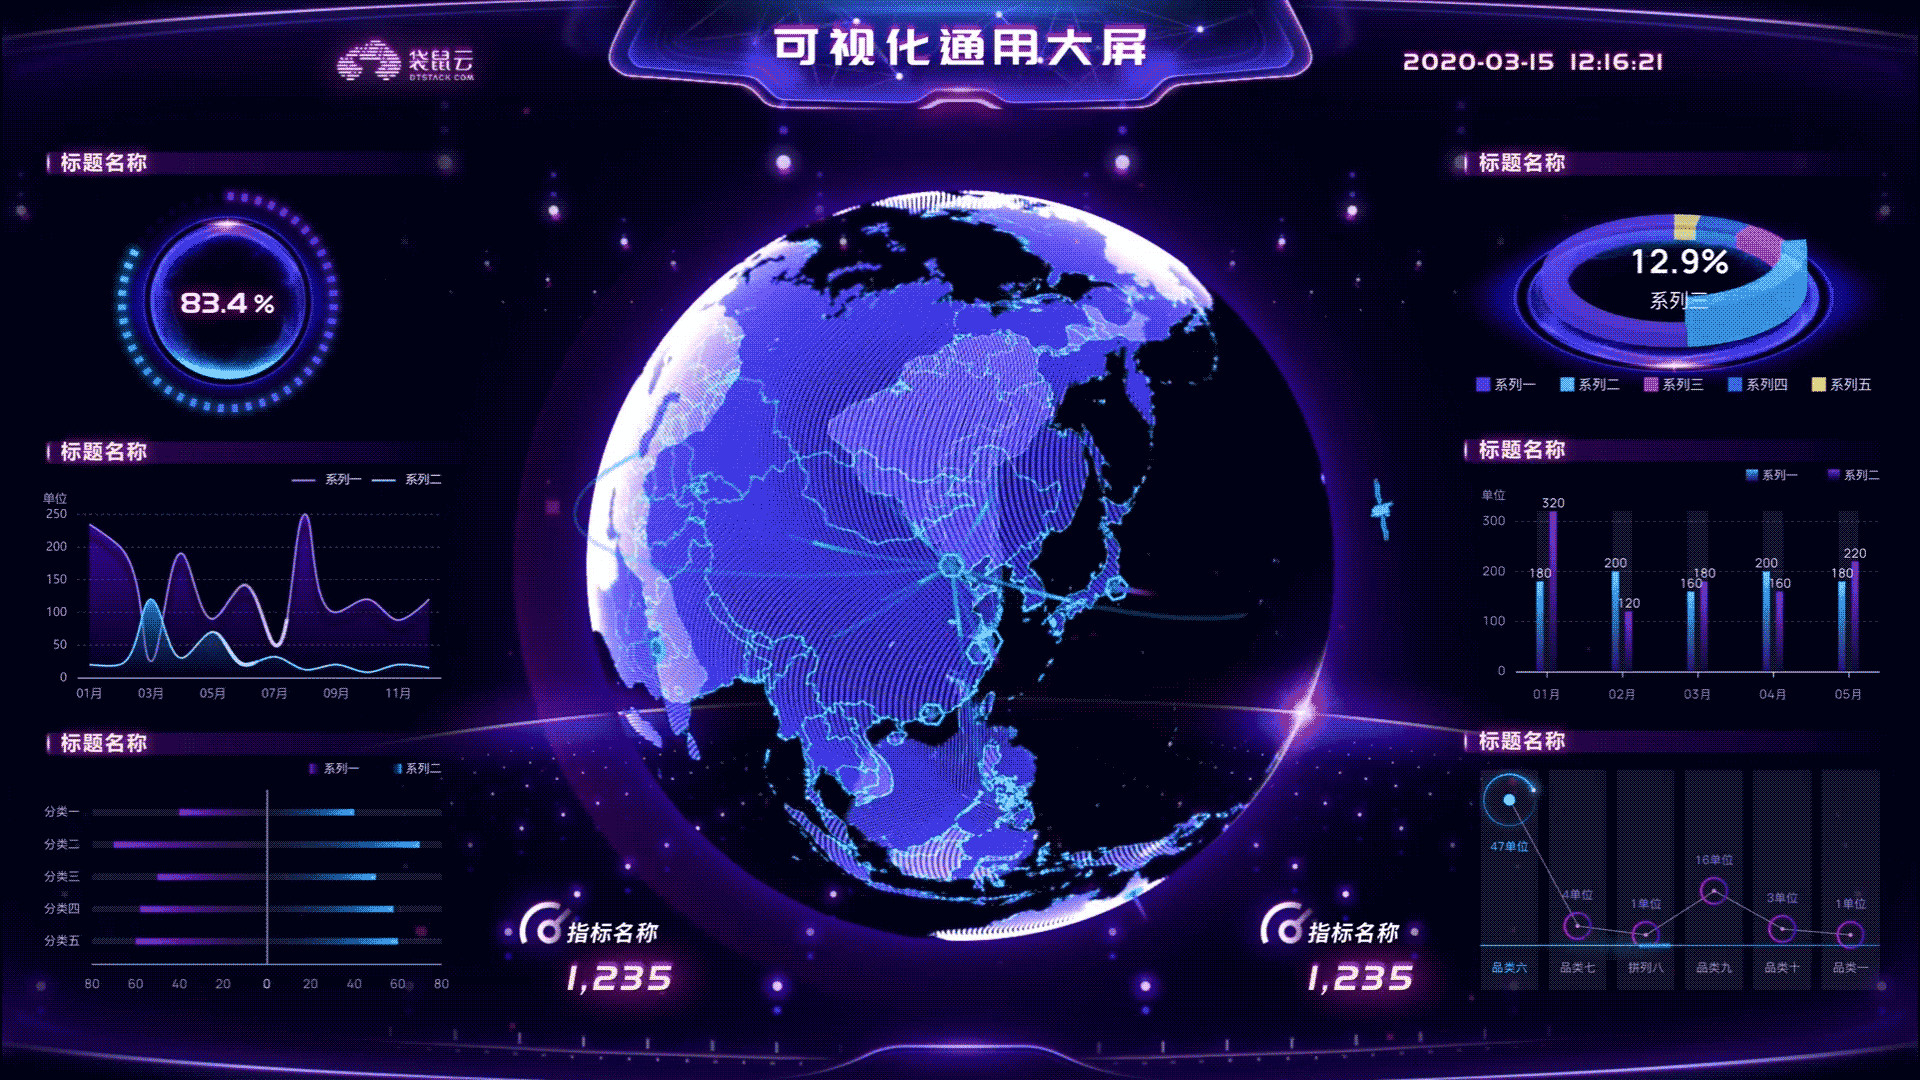 袋鼠云
DTSTACK.COM
可视化通用大屏
2020-03-15 12:16:21
标题名称
83.4%
标题名称
系列一 系列二
单位
250
200
150
100
50
0
01月 03月 05月 07月 09月 11月
标题名称
系列一 系列二
分类一
分类二
分类三
分类四
分类五
80 60 40 20 0 20 40 60 80
指标名称
1,235
指标名称
1,235
标题名称
12.9%
系列三
系列一 系列二 系列三 系列四 系列五
标题名称
系列一 系列二
单位
300
200
100
0
180 320
200 120
160 180
200 160
180 220
01月 02月 03月 04月 05月
标题名称
47单位 4单位 1单位 16单位 3单位 1单位
品类六 品类七 拼列八 品类九 品类十 品类一